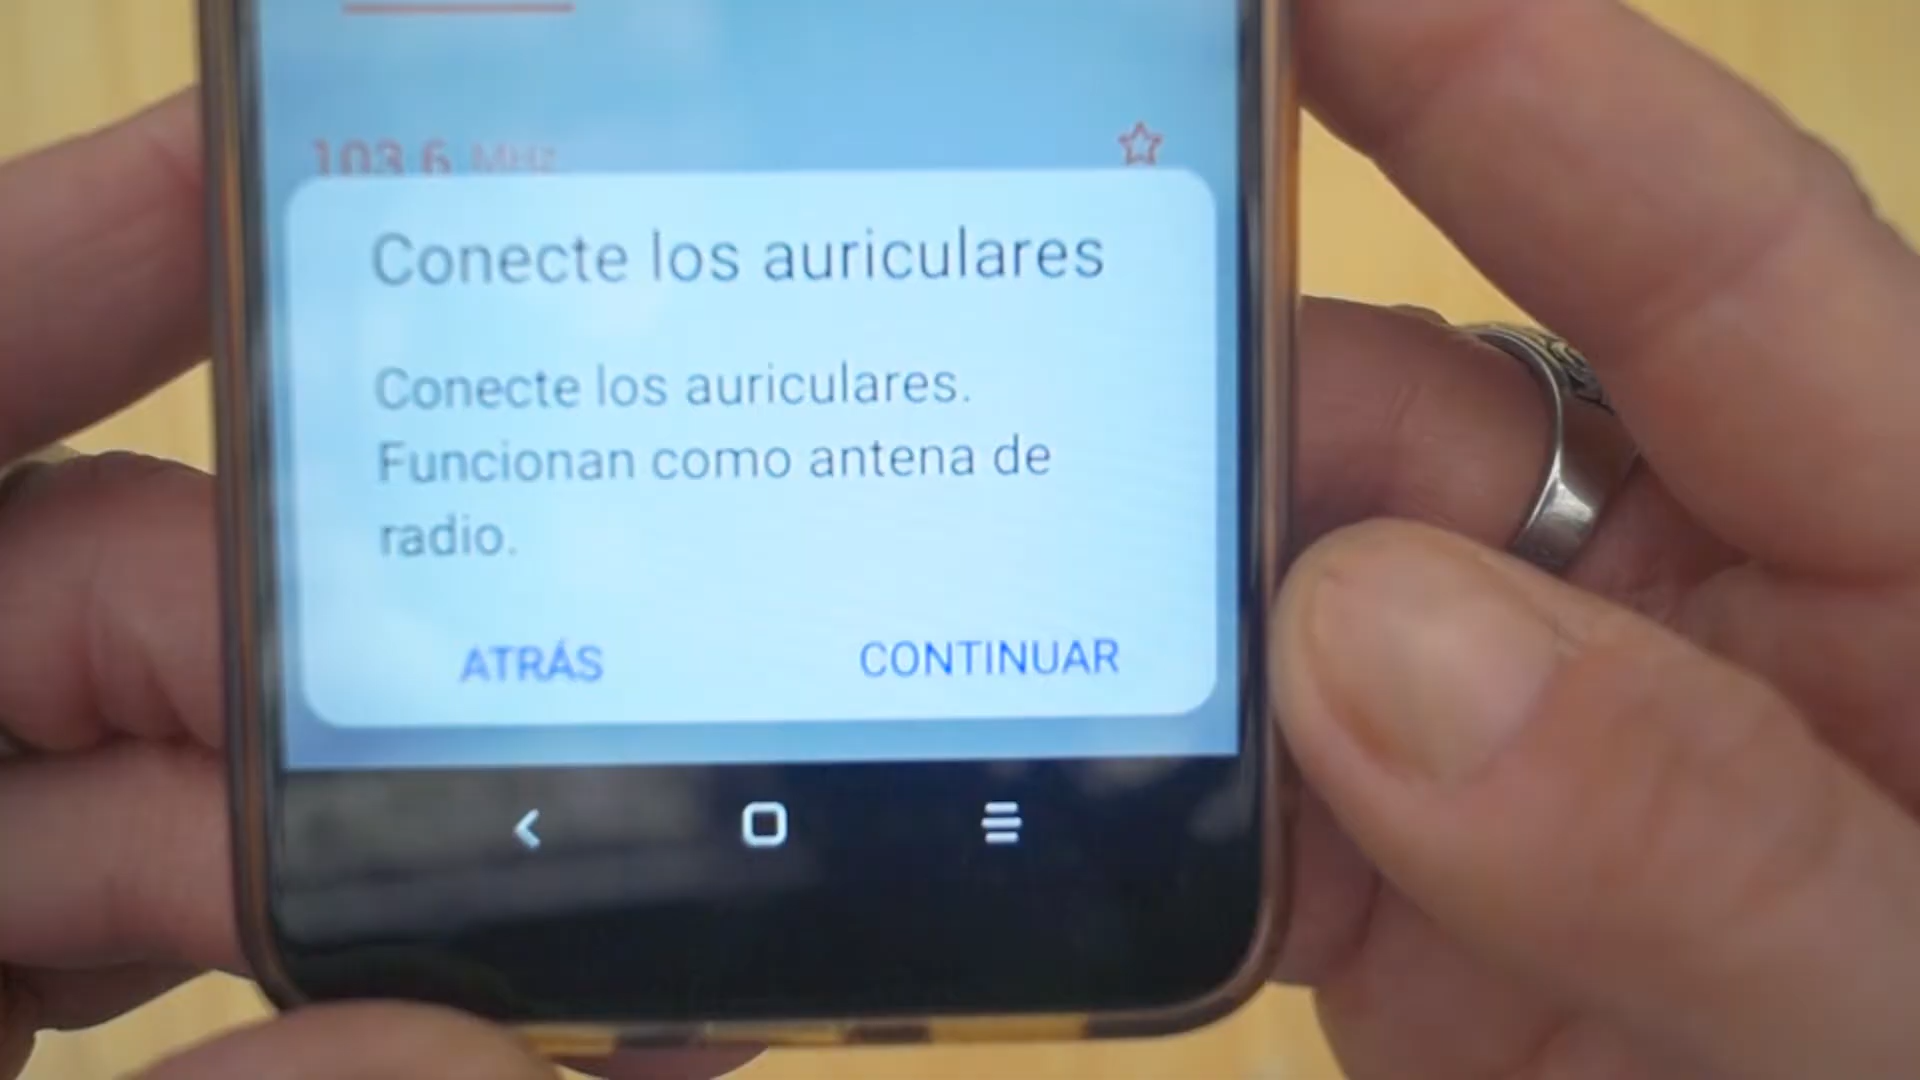 103.6 MHz
Conecte los auriculares
Conecte los auriculares.
Funcionan como antena de
radio.
ATRÁS CONTINUAR